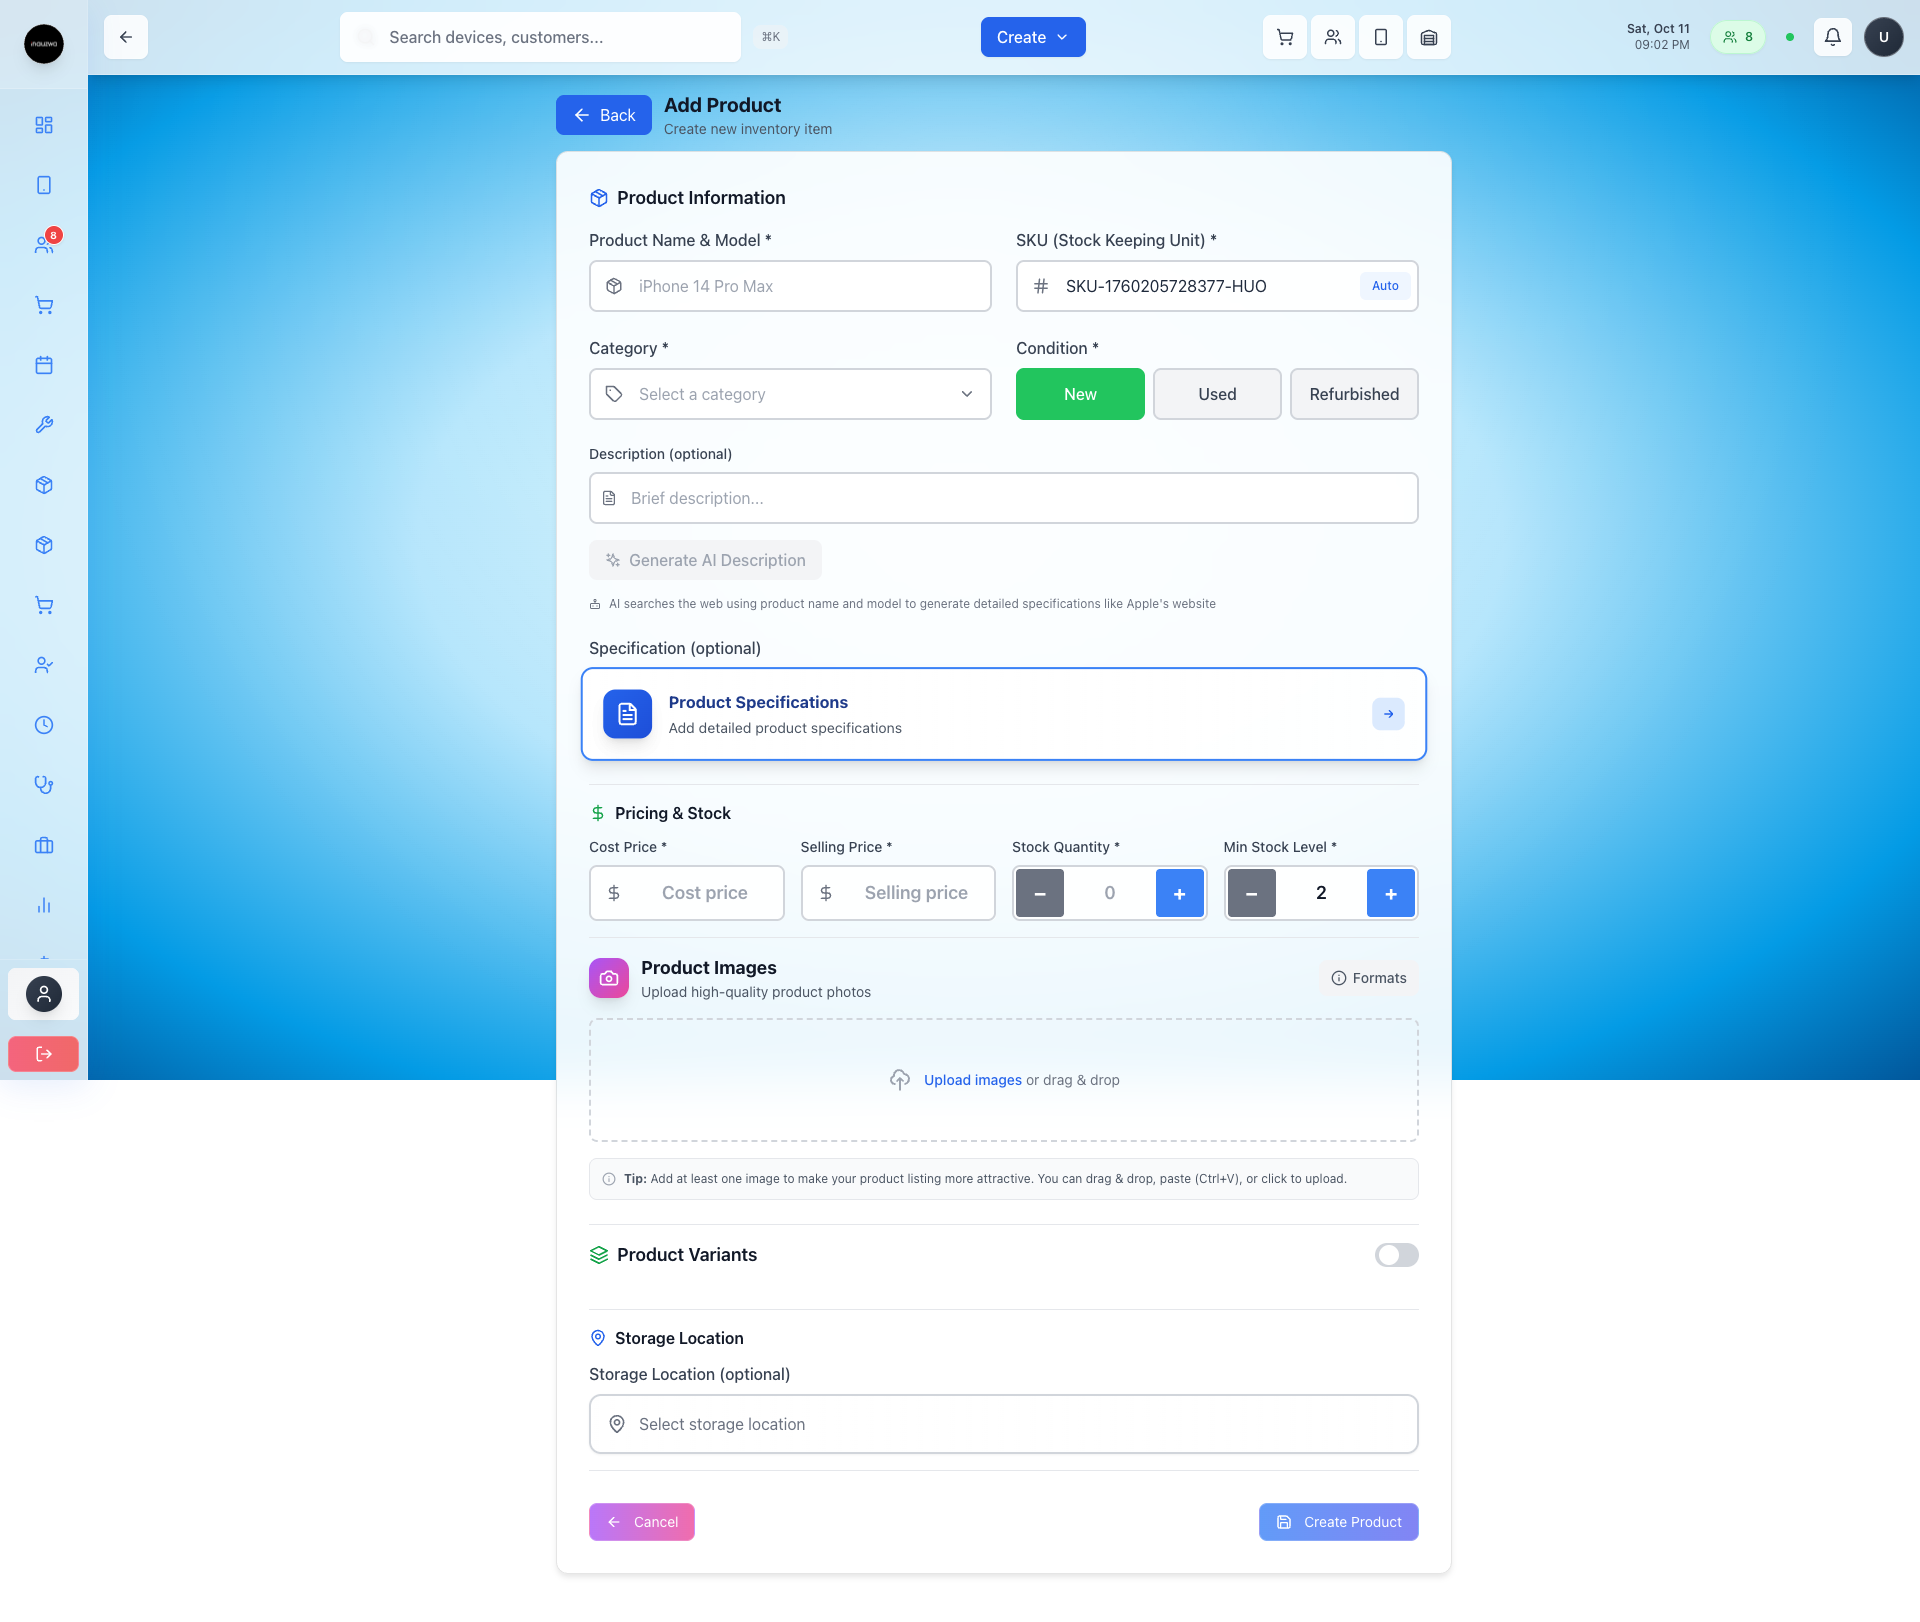 inauzwa
Search devices, customers...
⌘K
Create
Sat, Oct 11
09:02 PM
8
U
8
Back
Add Product
Create new inventory item
Product Information
Product Name & Model *
SKU (Stock Keeping Unit) *
iPhone 14 Pro Max
SKU-1760205728377-HUO
Auto
Category *
Condition *
Select a category
New
Used
Refurbished
Description (optional)
Brief description...
Generate AI Description
AI searches the web using product name and model to generate detailed specifications like Apple's website
Specification (optional)
Product Specifications
Add detailed product specifications
Pricing & Stock
Cost Price *
Selling Price *
Stock Quantity *
Min Stock Level *
Cost price
Selling price
−
0
+
−
2
+
Product Images
Upload high-quality product photos
Formats
Upload images or drag & drop
Tip: Add at least one image to make your product listing more attractive. You can drag & drop, paste (Ctrl+V), or click to upload.
Product Variants
Storage Location
Storage Location (optional)
Select storage location
Cancel
Create Product